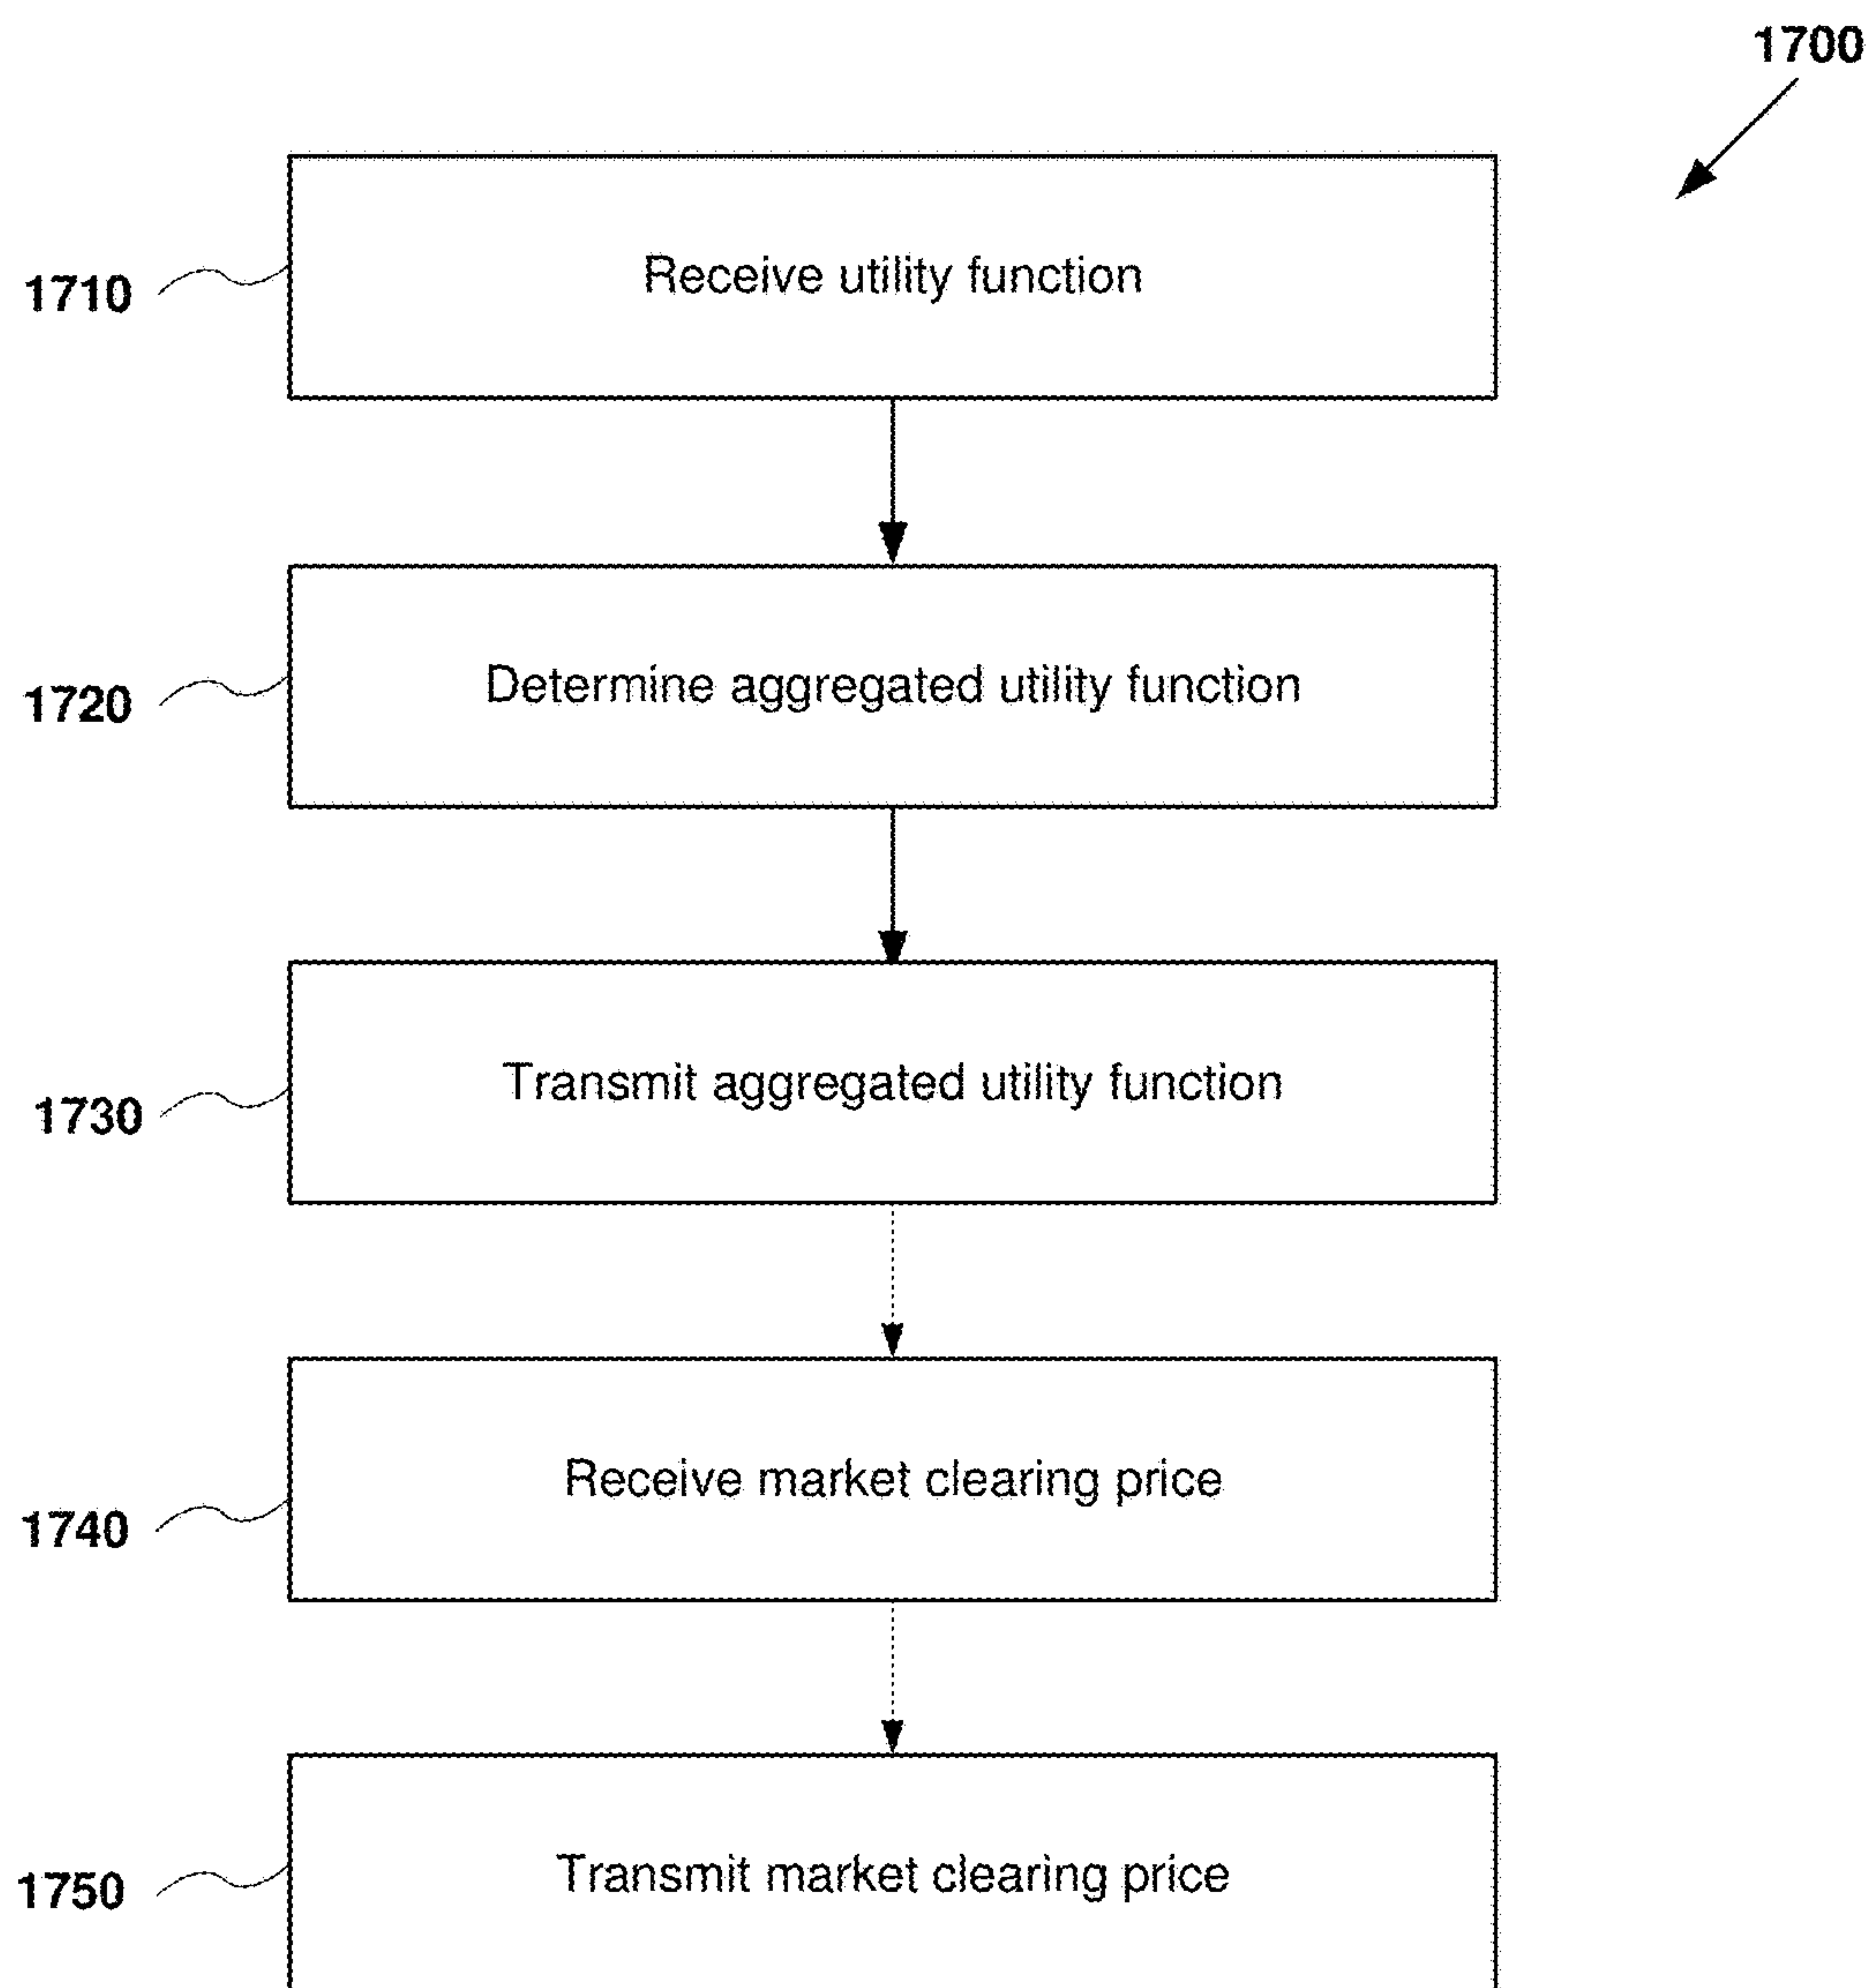 1700
1710
Receive utility function
1720
Determine aggregated utility function
1730
Transmit aggregated utility function
1740
Receive market clearing price
1750
Transmit market clearing price